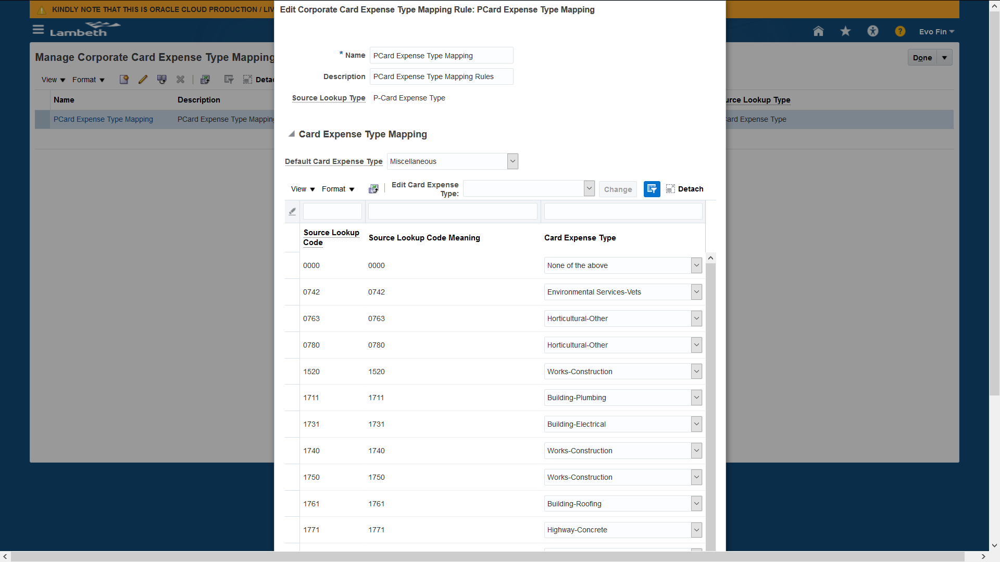 KINDLY NOTE THAT THIS IS ORACLE CLOUD PRODUCTION / LIV
Edit Corporate Card Expense Type Mapping Rule: PCard Expense Type Mapping
Lambeth
Evo Fin
Manage Corporate Card Expense Type Mapping
Done
* Name PCard Expense Type Mapping
Description PCard Expense Type Mapping Rules
View Format Detac
Source Lookup Type P-Card Expense Type
Name Description urce Lookup Type
PCard Expense Type Mapping PCard Expense Type Mapping ard Expense Type
Card Expense Type Mapping
Default Card Expense Type Miscellaneous
View Format Edit Card Expense Type: Change Detach
Source Lookup Code Source Lookup Code Meaning Card Expense Type
0000 0000 None of the above
0742 0742 Environmental Services-Vets
0763 0763 Horticultural-Other
0780 0780 Horticultural-Other
1520 1520 Works-Construction
1711 1711 Building-Plumbing
1731 1731 Building-Electrical
1740 1740 Works-Construction
1750 1750 Works-Construction
1761 1761 Building-Roofing
1771 1771 Highway-Concrete